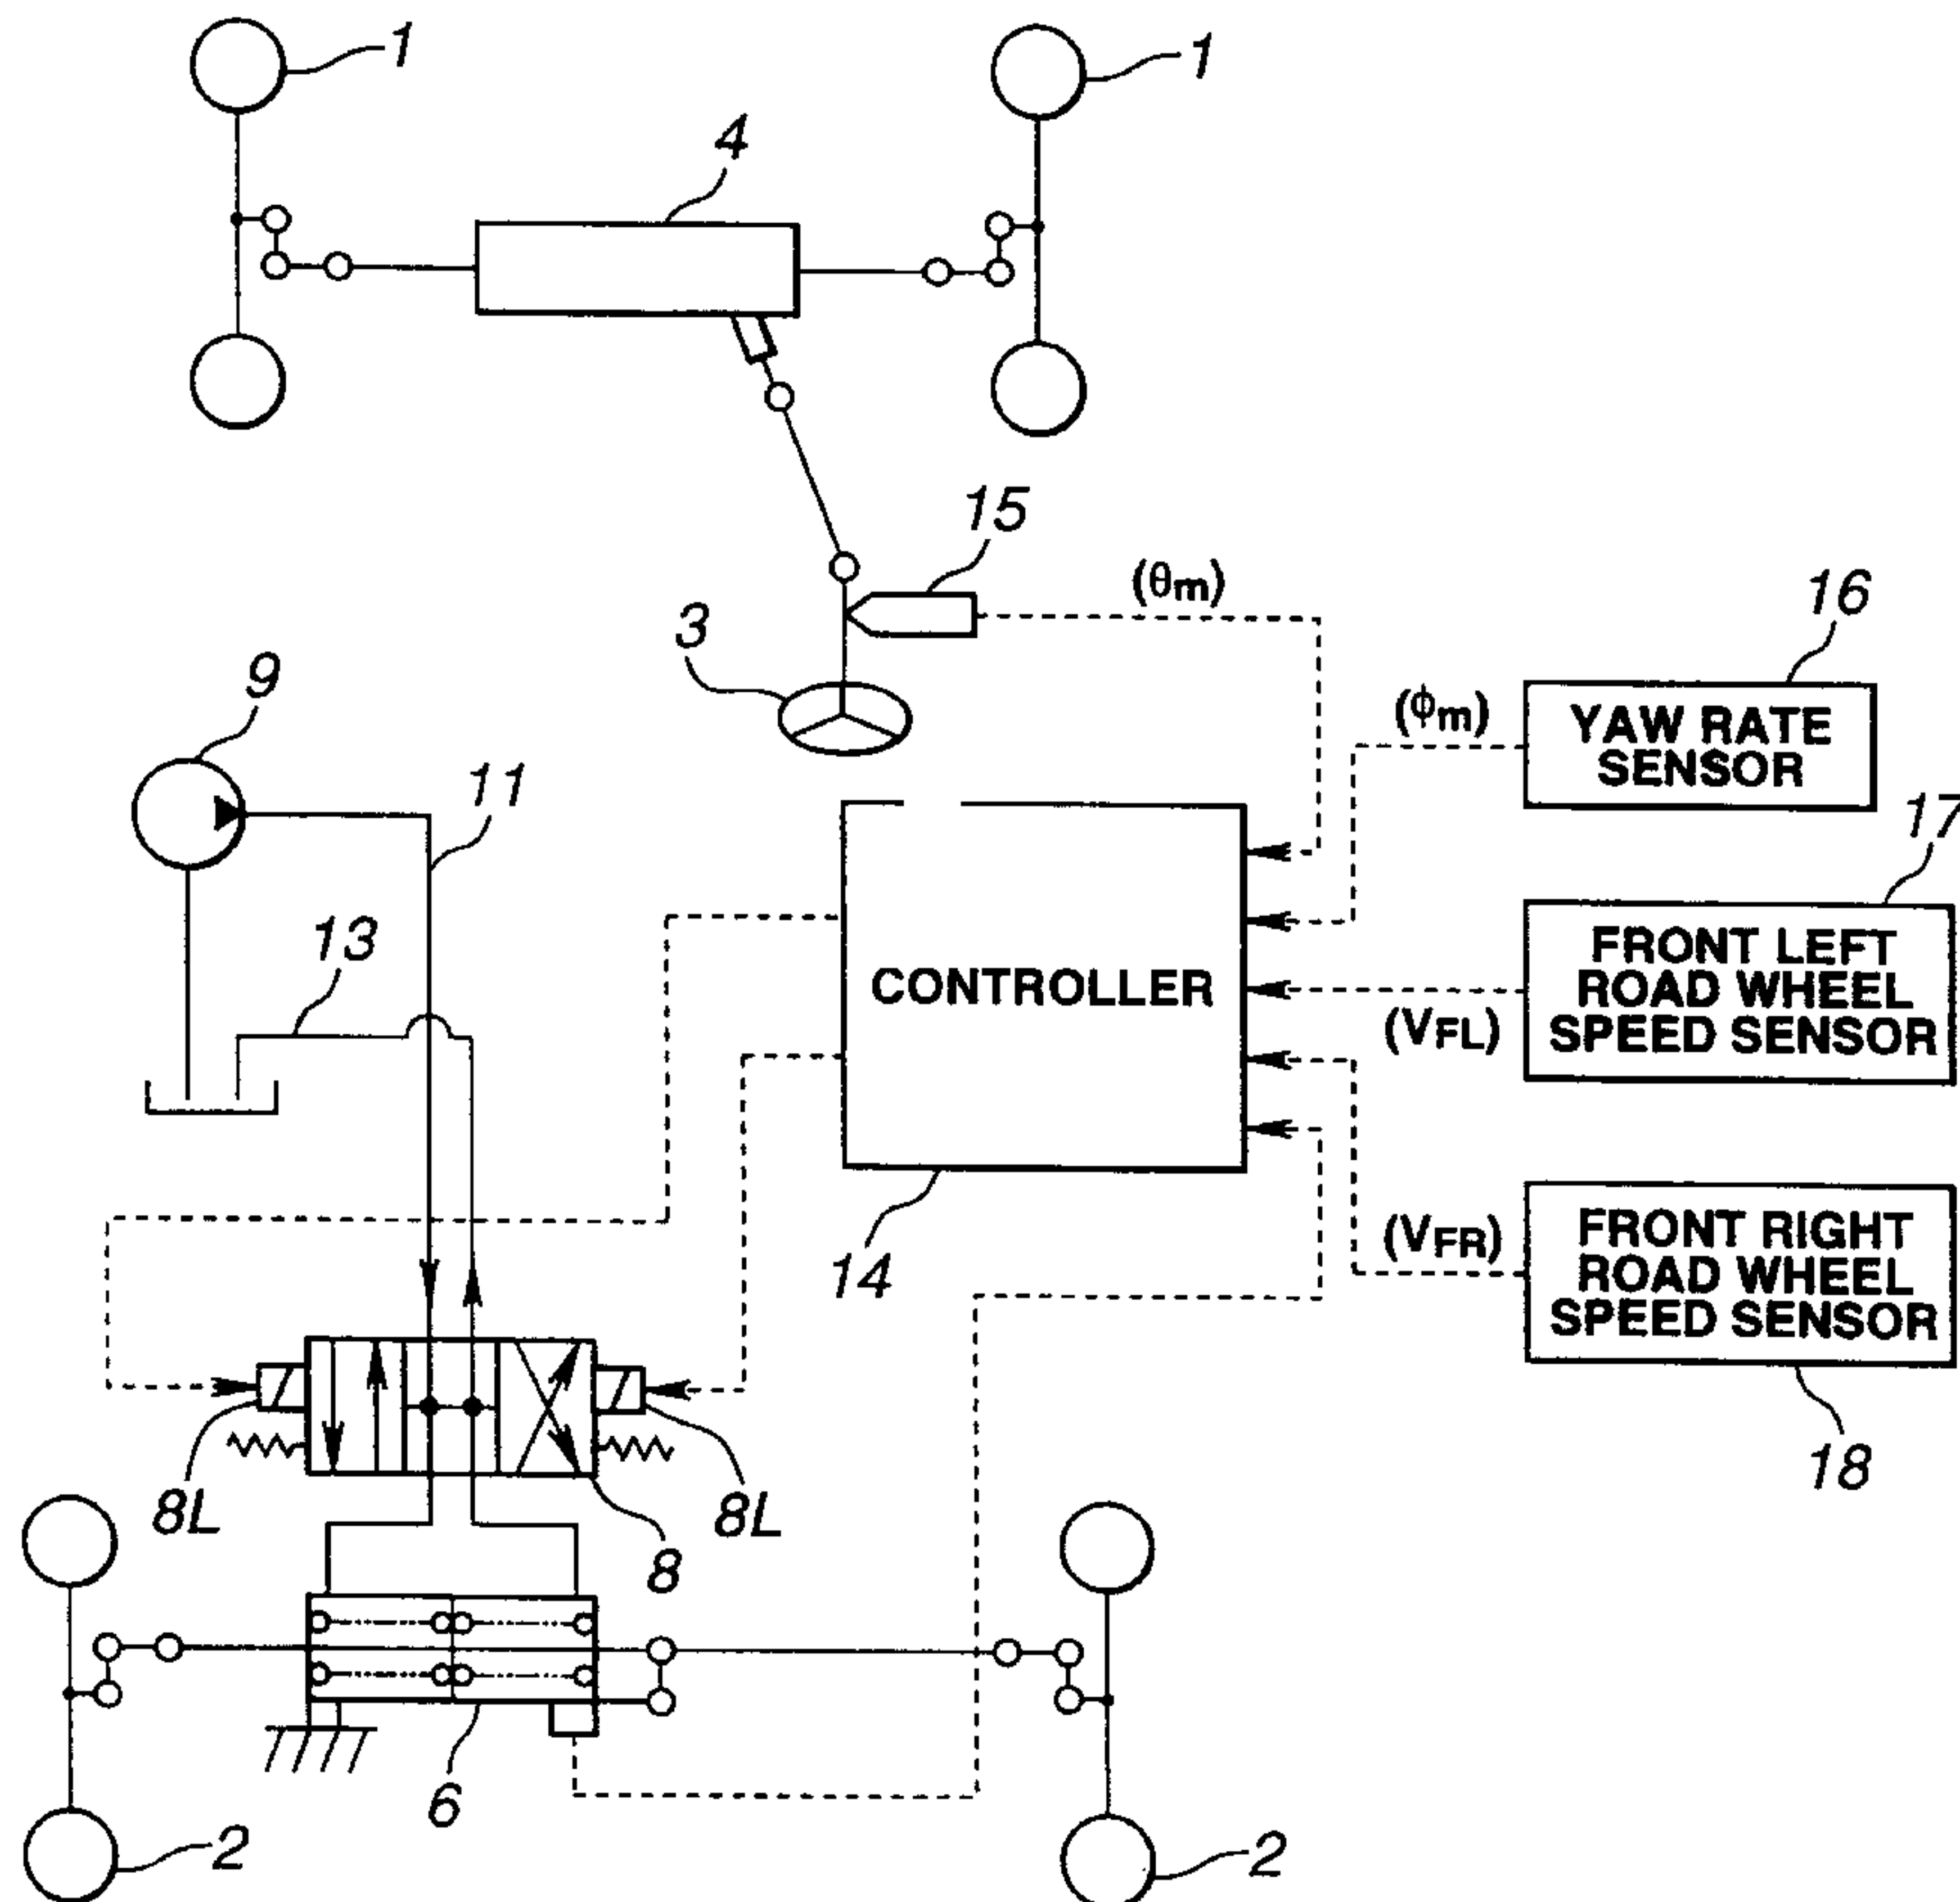 1
1
4
15
(θm)
16
3
(ϕm)
YAW RATE
SENSOR
9
11
17
13
FRONT LEFT
ROAD WHEEL
SPEED SENSOR
CONTROLLER
(VFL)
14
(VFR)
FRONT RIGHT
ROAD WHEEL
SPEED SENSOR
18
8L
8L
8
6
2
2